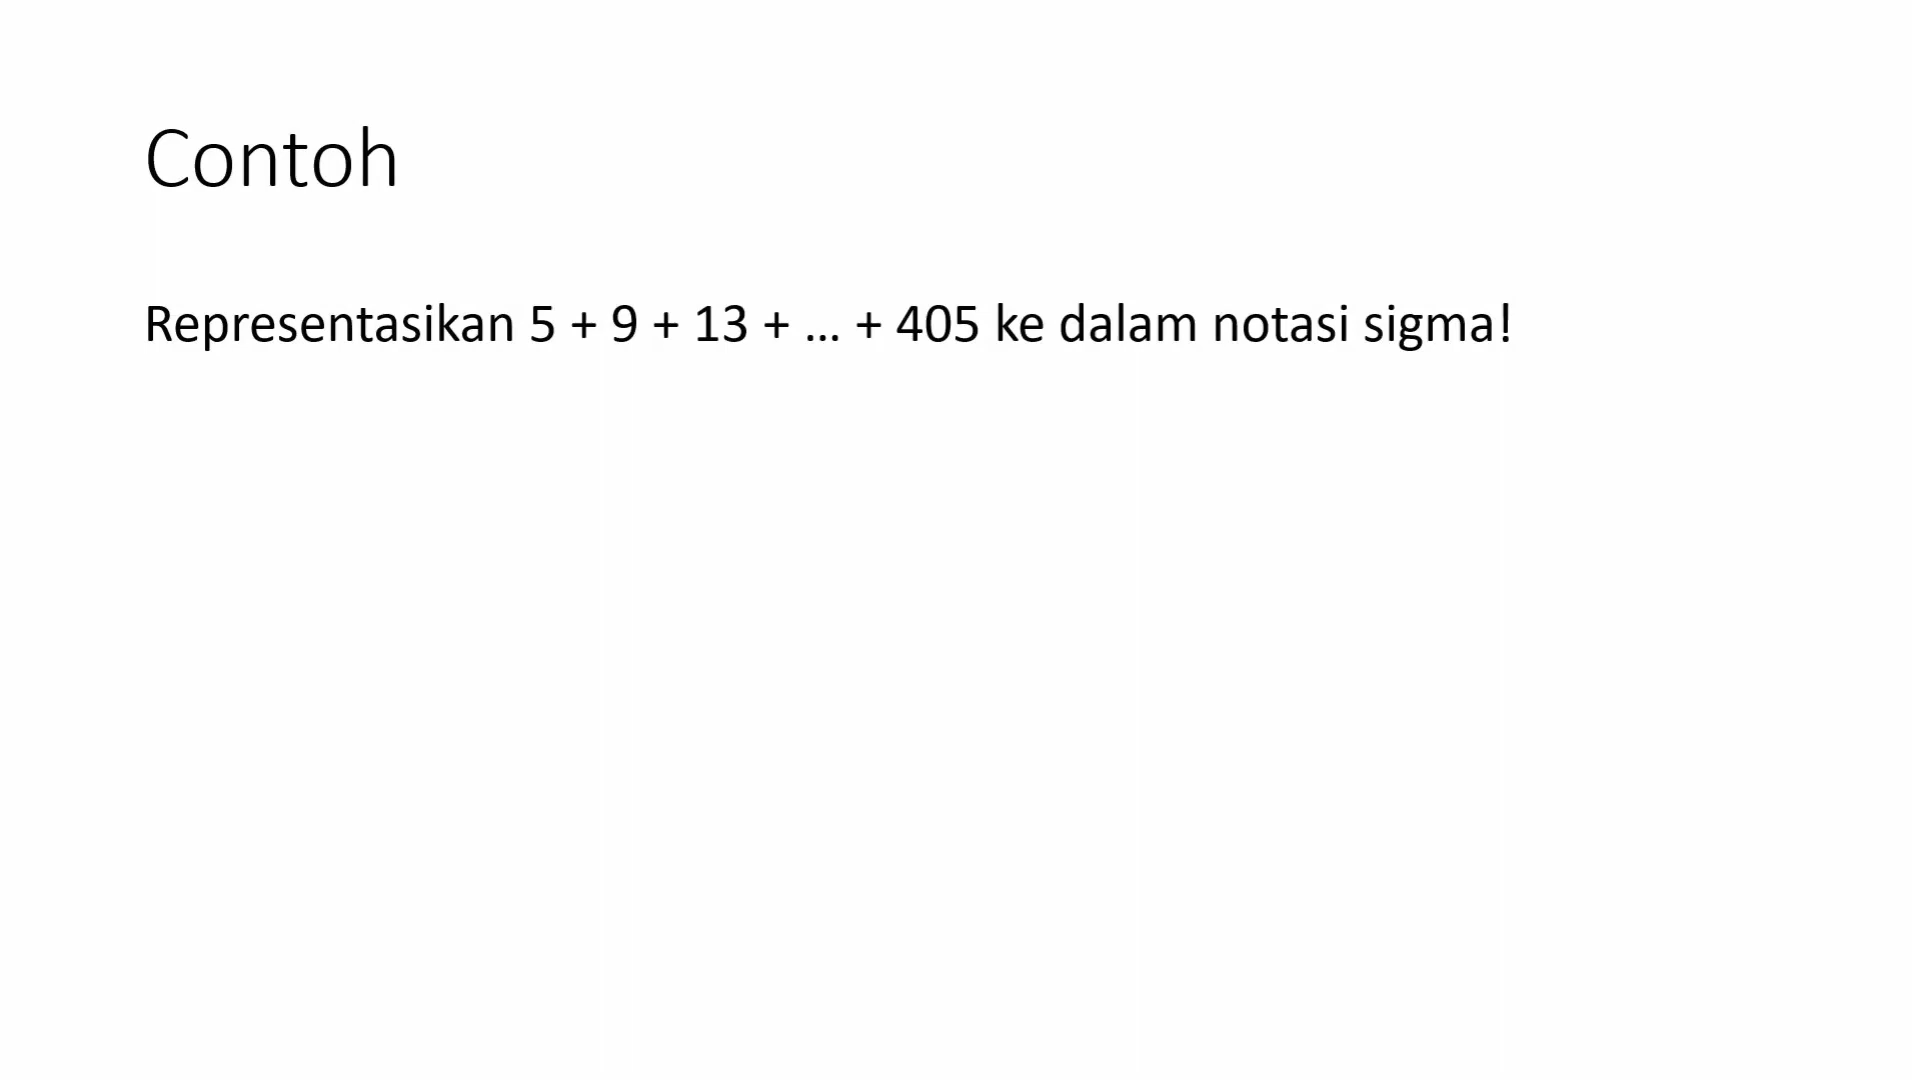 Contoh
Representasikan 5 + 9 + 13 + … + 405 ke dalam notasi sigma!